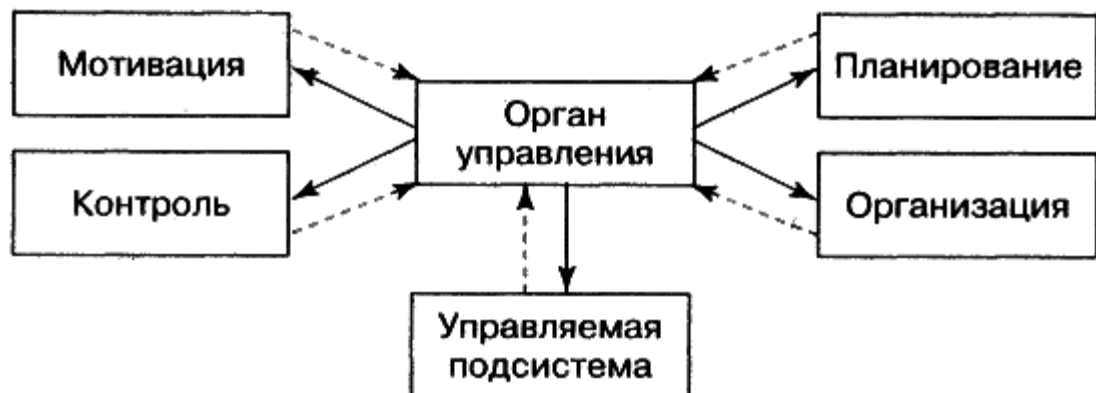 Мотивация
Планирование
Орган
управления
Контроль
Организация
Управляемая
подсистема